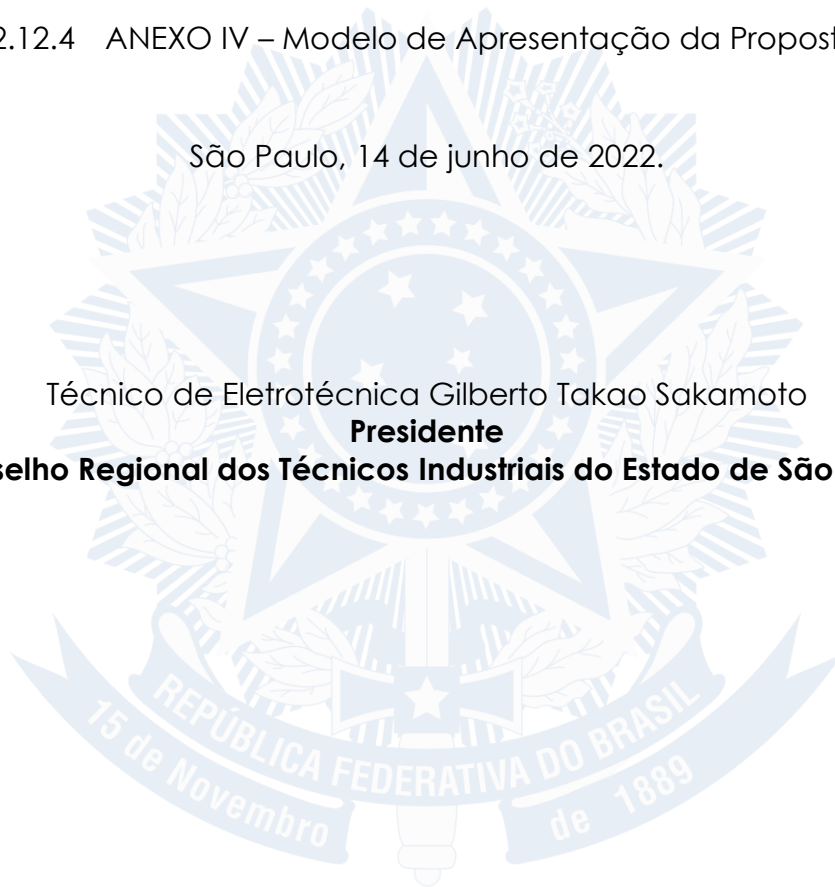 2.12.4 ANEXO IV – Modelo de Apresentação da Propost
São Paulo, 14 de junho de 2022.
Técnico de Eletrotécnica Gilberto Takao Sakamoto
Presidente
selho Regional dos Técnicos Industriais do Estado de São
REPÚBLICA FEDERATIVA DO BRASIL
15 de Novembro de 1889